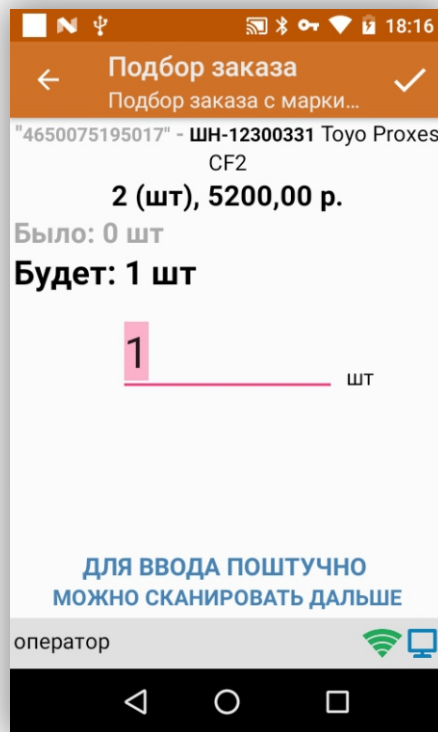 18:16
Подбор заказа
Подбор заказа с марки...
"4650075195017" - ШН-12300331 Toyo Proxes
CF2
2 (шт), 5200,00 р.
Было: 0 шт
Будет: 1 шт
1 шт
ДЛЯ ВВОДА ПОШТУЧНО
МОЖНО СКАНИРОВАТЬ ДАЛЬШЕ
оператор